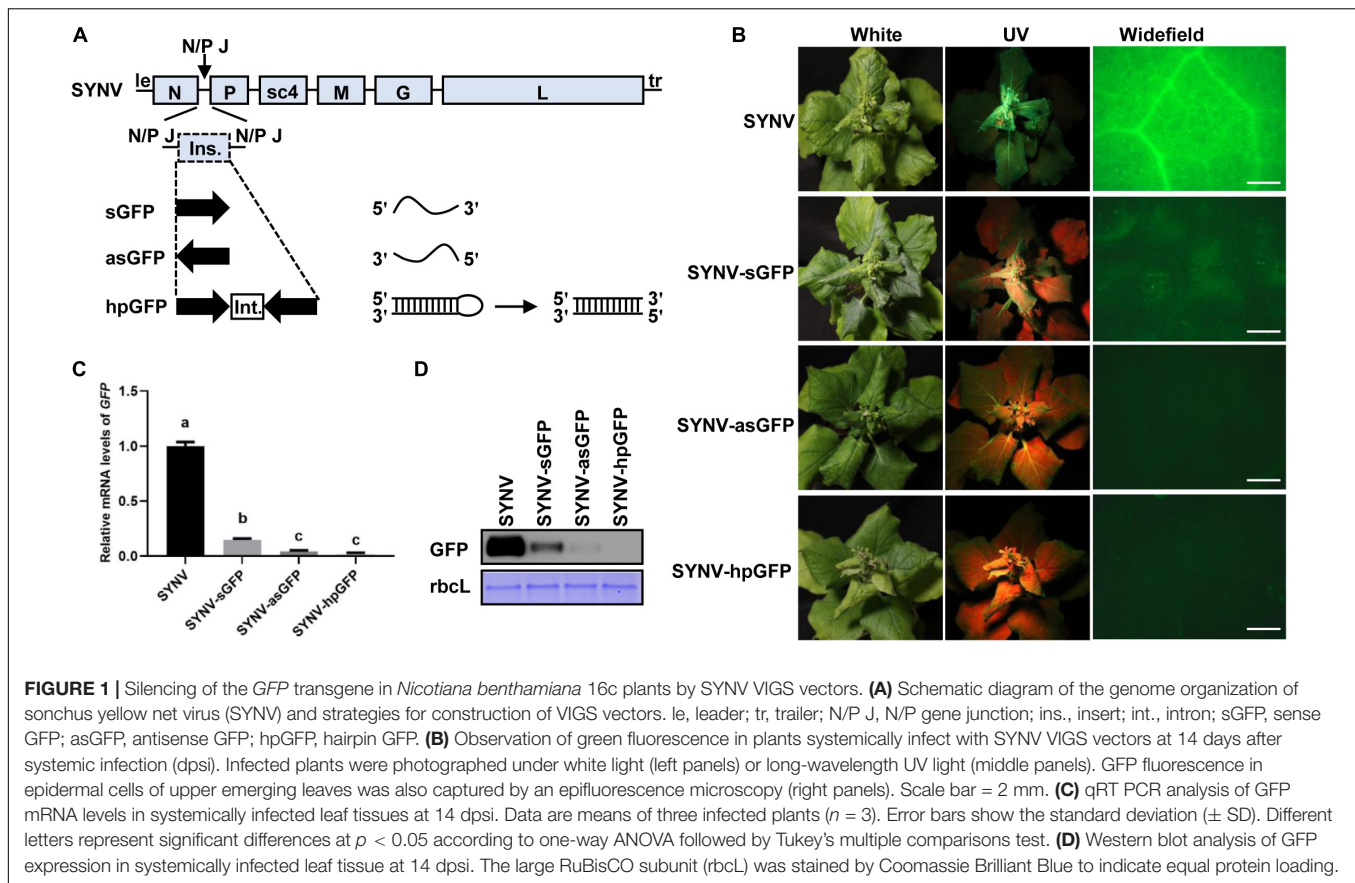 A
N/P J
le
SYNV
N
P
sc4
M
G
L
tr
N/P J
N/P J
Ins.
sGFP
5' 3'
asGFP
3' 5'
hpGFP
Int.
5'
3'
5' 3'
3' 5'
B
White UV Widefield
SYNV
SYNV-sGFP
SYNV-asGFP
SYNV-hpGFP
C
Relative mRNA levels of GFP
1.5
1.0
0.5
0.0
a
b
c
c
SYNV
SYNV-sGFP
SYNV-asGFP
SYNV-hpGFP
D
SYNV
SYNV-sGFP
SYNV-asGFP
SYNV-hpGFP
GFP
rbcL
FIGURE 1 | Silencing of the GFP transgene in Nicotiana benthamiana 16c plants by SYNV VIGS vectors. (A) Schematic diagram of the genome organization of
sonchus yellow net virus (SYNV) and strategies for construction of VIGS vectors. le, leader; tr, trailer; N/P J, N/P gene junction; ins., insert; int., intron; sGFP, sense
GFP; asGFP, antisense GFP; hpGFP, hairpin GFP. (B) Observation of green fluorescence in plants systemically infect with SYNV VIGS vectors at 14 days after
systemic infection (dpsi). Infected plants were photographed under white light (left panels) or long-wavelength UV light (middle panels). GFP fluorescence in
epidermal cells of upper emerging leaves was also captured by an epifluorescence microscopy (right panels). Scale bar = 2 mm. (C) qRT PCR analysis of GFP
mRNA levels in systemically infected leaf tissues at 14 dpsi. Data are means of three infected plants (n = 3). Error bars show the standard deviation (± SD). Different
letters represent significant differences at p < 0.05 according to one-way ANOVA followed by Tukey's multiple comparisons test. (D) Western blot analysis of GFP
expression in systemically infected leaf tissue at 14 dpsi. The large RuBisCO subunit (rbcL) was stained by Coomassie Brilliant Blue to indicate equal protein loading.